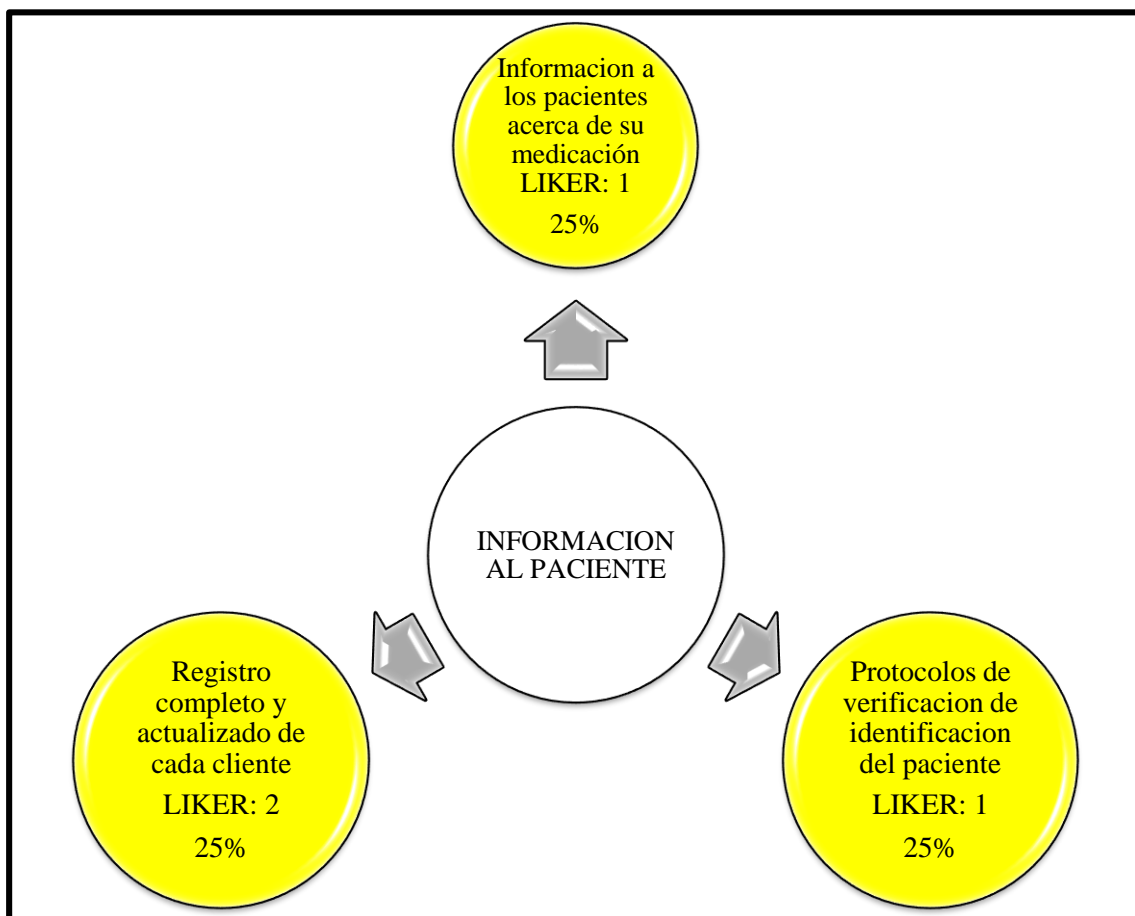 Informacion a
los pacientes
acerca de su
medicación
LIKER: 1
25%
INFORMACION
AL PACIENTE
Registro
completo y
actualizado de
cada cliente
LIKER: 2
25%
Protocolos de
verificacion de
identificacion
del paciente
LIKER: 1
25%